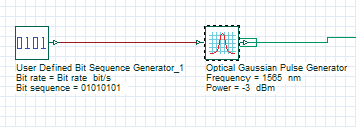 0101
User Defined Bit Sequence Generator_1
Bit rate = Bit rate bit/s
Bit sequence = 01010101
Optical Gaussian Pulse Generator
Frequency = 1565 nm
Power = -3 dBm